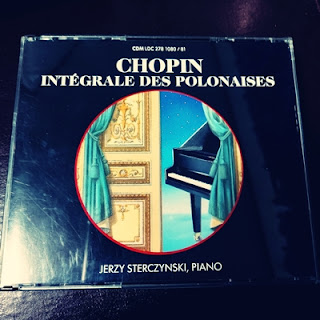 CDM LDC 278 1080 / 81
CHOPIN
INTÉGRALE DES POLONAISES
JERZY STERCZYNSKI, PIANO